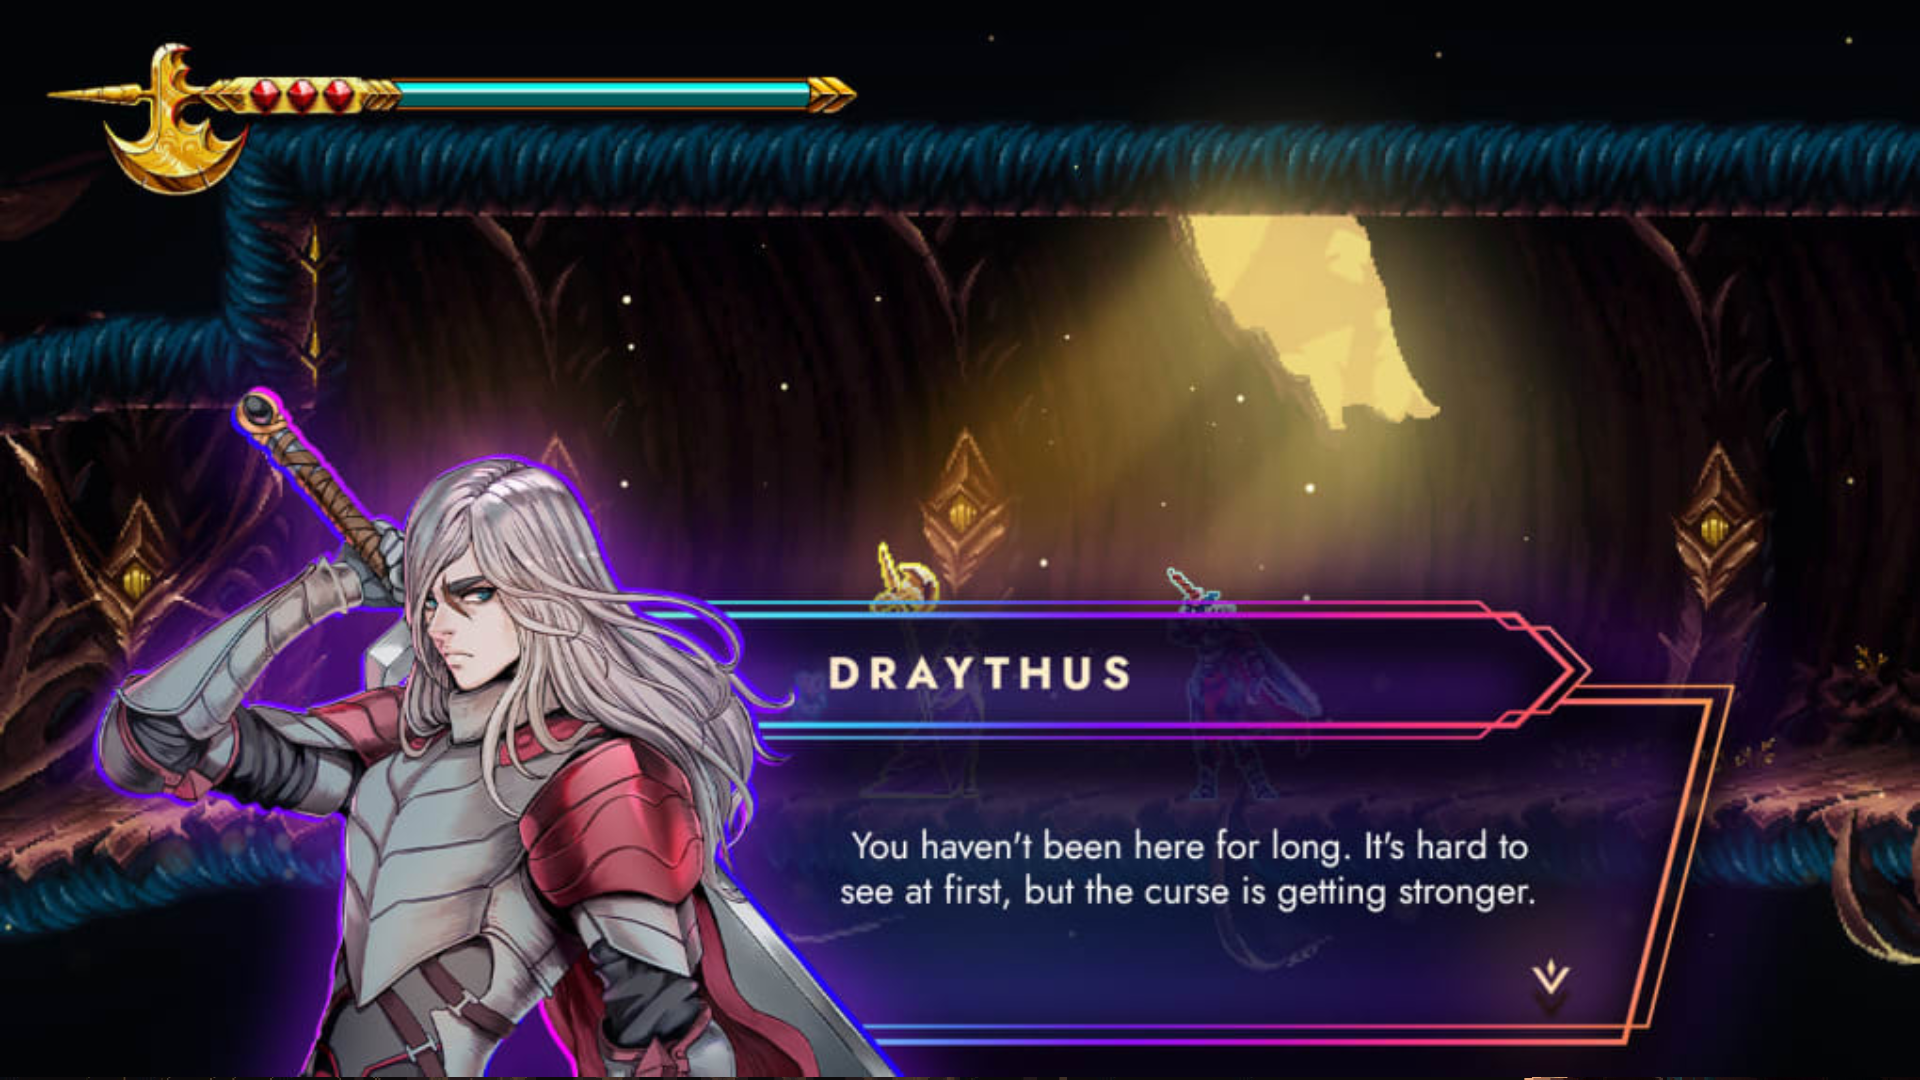 DRAYTHUS
You haven't been here for long. It's hard to
see at first, but the curse is getting stronger.